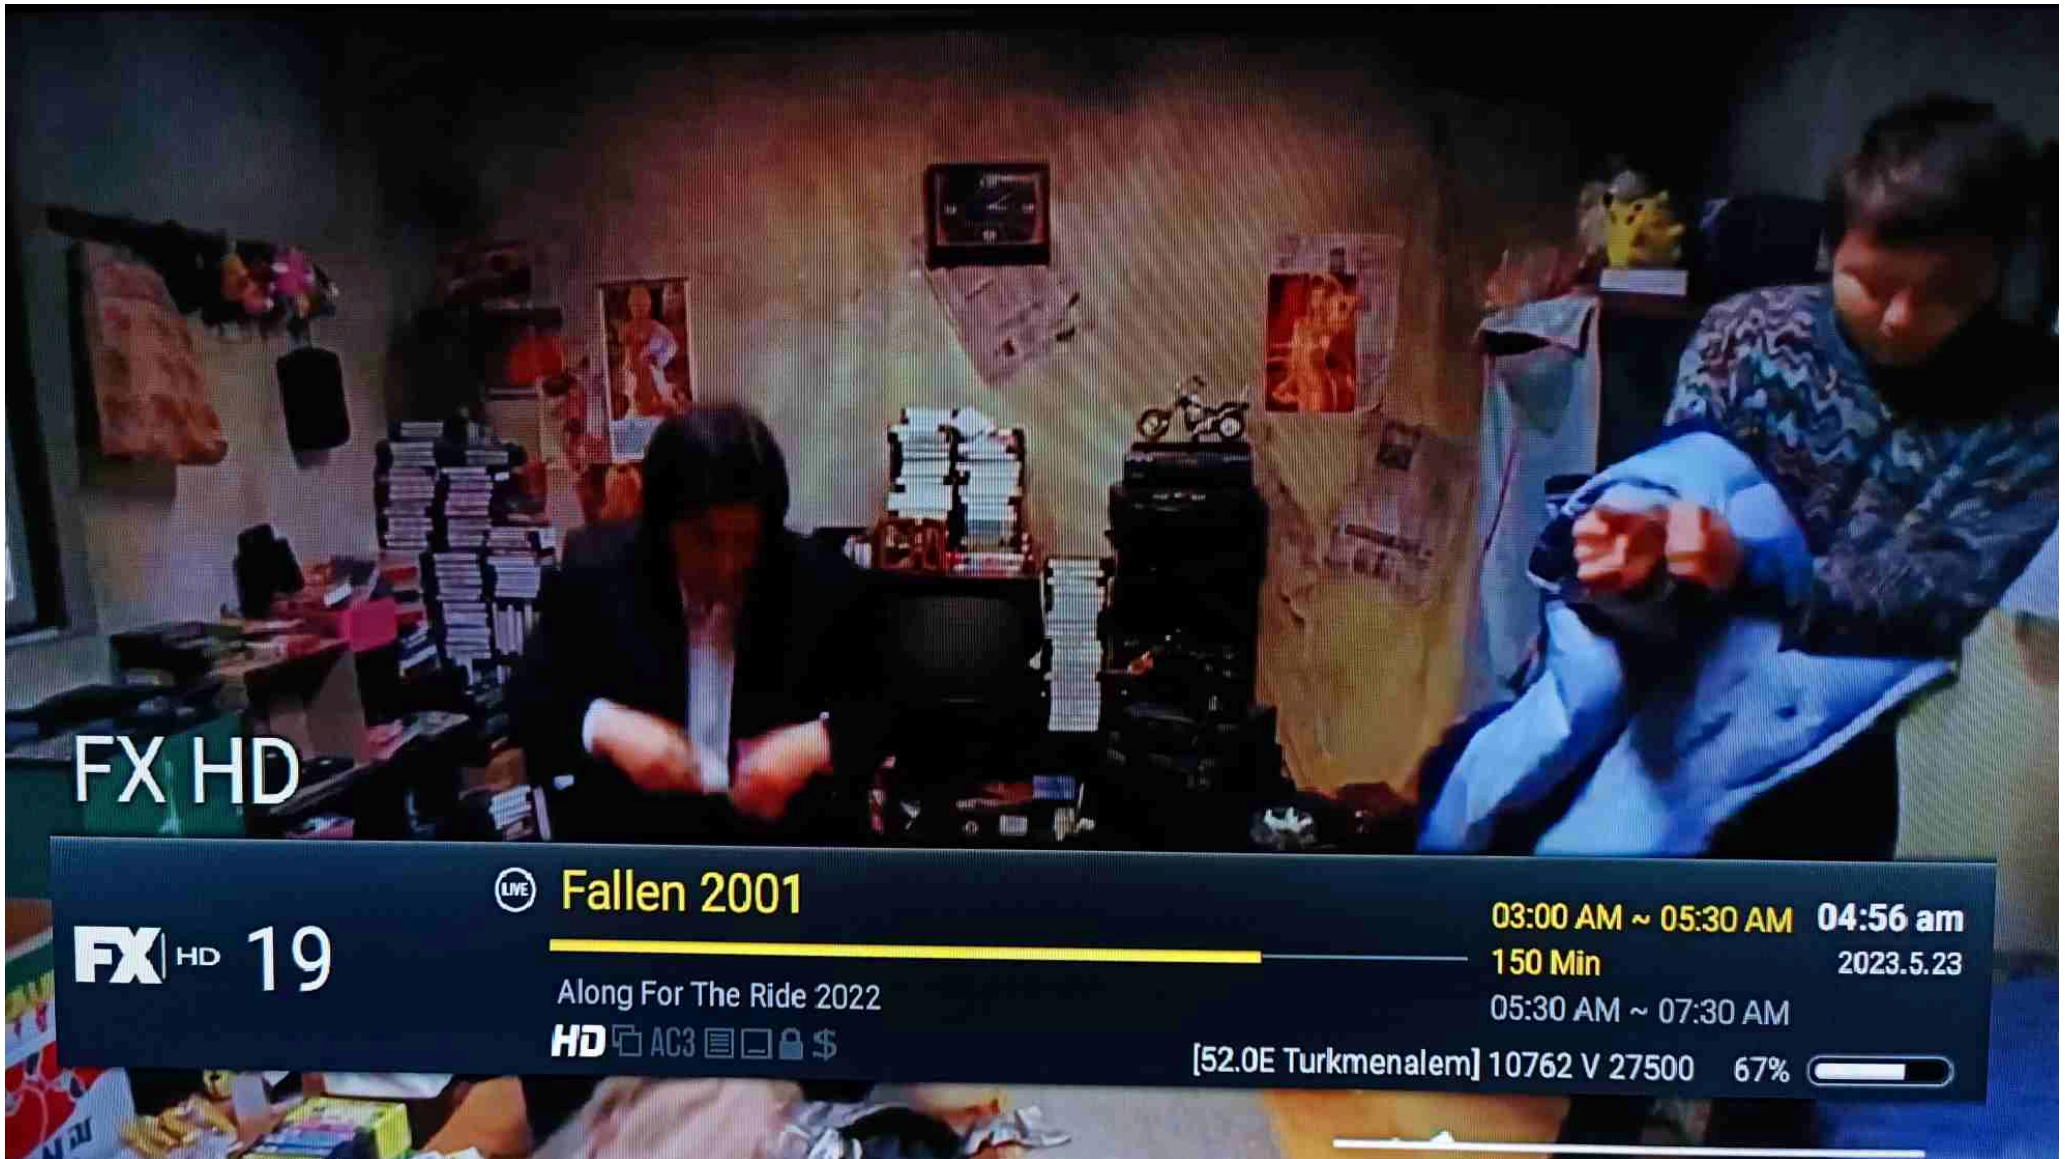 FX HD
FX HD 19
LIVE Fallen 2001
03:00 AM ~ 05:30 AM 04:56 am
150 Min 2023.5.23
Along For The Ride 2022
05:30 AM ~ 07:30 AM
HD AC3 $
[52.0E Turkmenalem] 10762 V 27500 67%